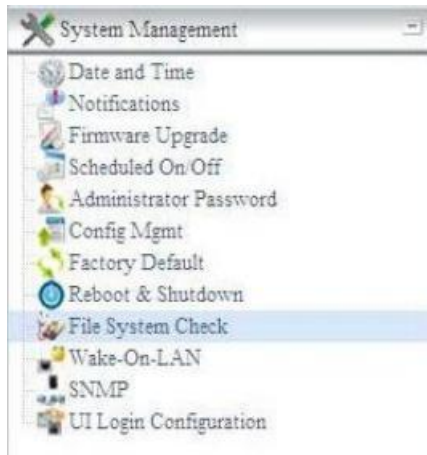 System Management
Date and Time
Notifications
Firmware Upgrade
Scheduled On/Off
Administrator Password
Config Mgmt
Factory Default
Reboot & Shutdown
File System Check
Wake-On-LAN
SNMP
UI Login Configuration